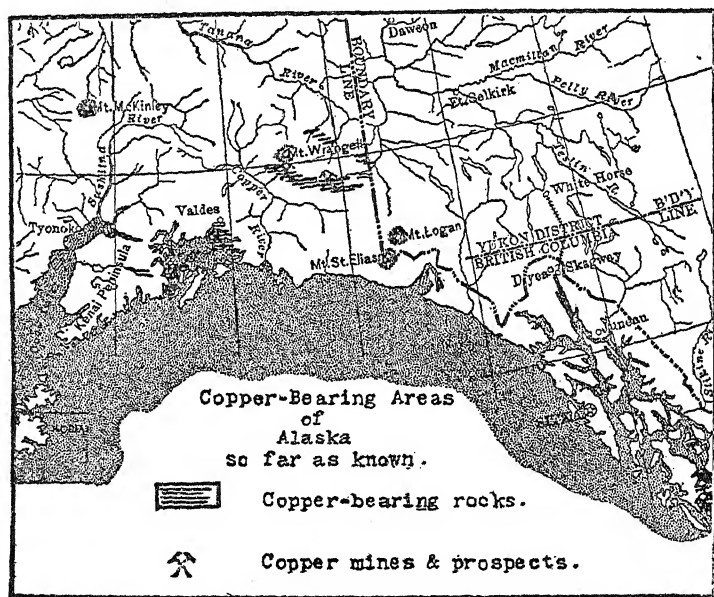 Dawson
Tanana
River
BOUNDARY
LINE
Macmillan River
Ft. Selkirk
Pelly River
Mt. McKinley
River
Sushitna
Mt. Wrangell
Copper
River
Teslin
White Horse
B'D'Y
LINE
Tyonok
Valdes
Mt. Logan
YUKON DISTRICT
BRITISH COLUMBIA
Mt. St. Elias
Dyea
Skagway
Kenai Peninsula
Juneau
Copper-Bearing Areas
of
Alaska
so far as known.
Copper-bearing rocks.
Copper mines & prospects.